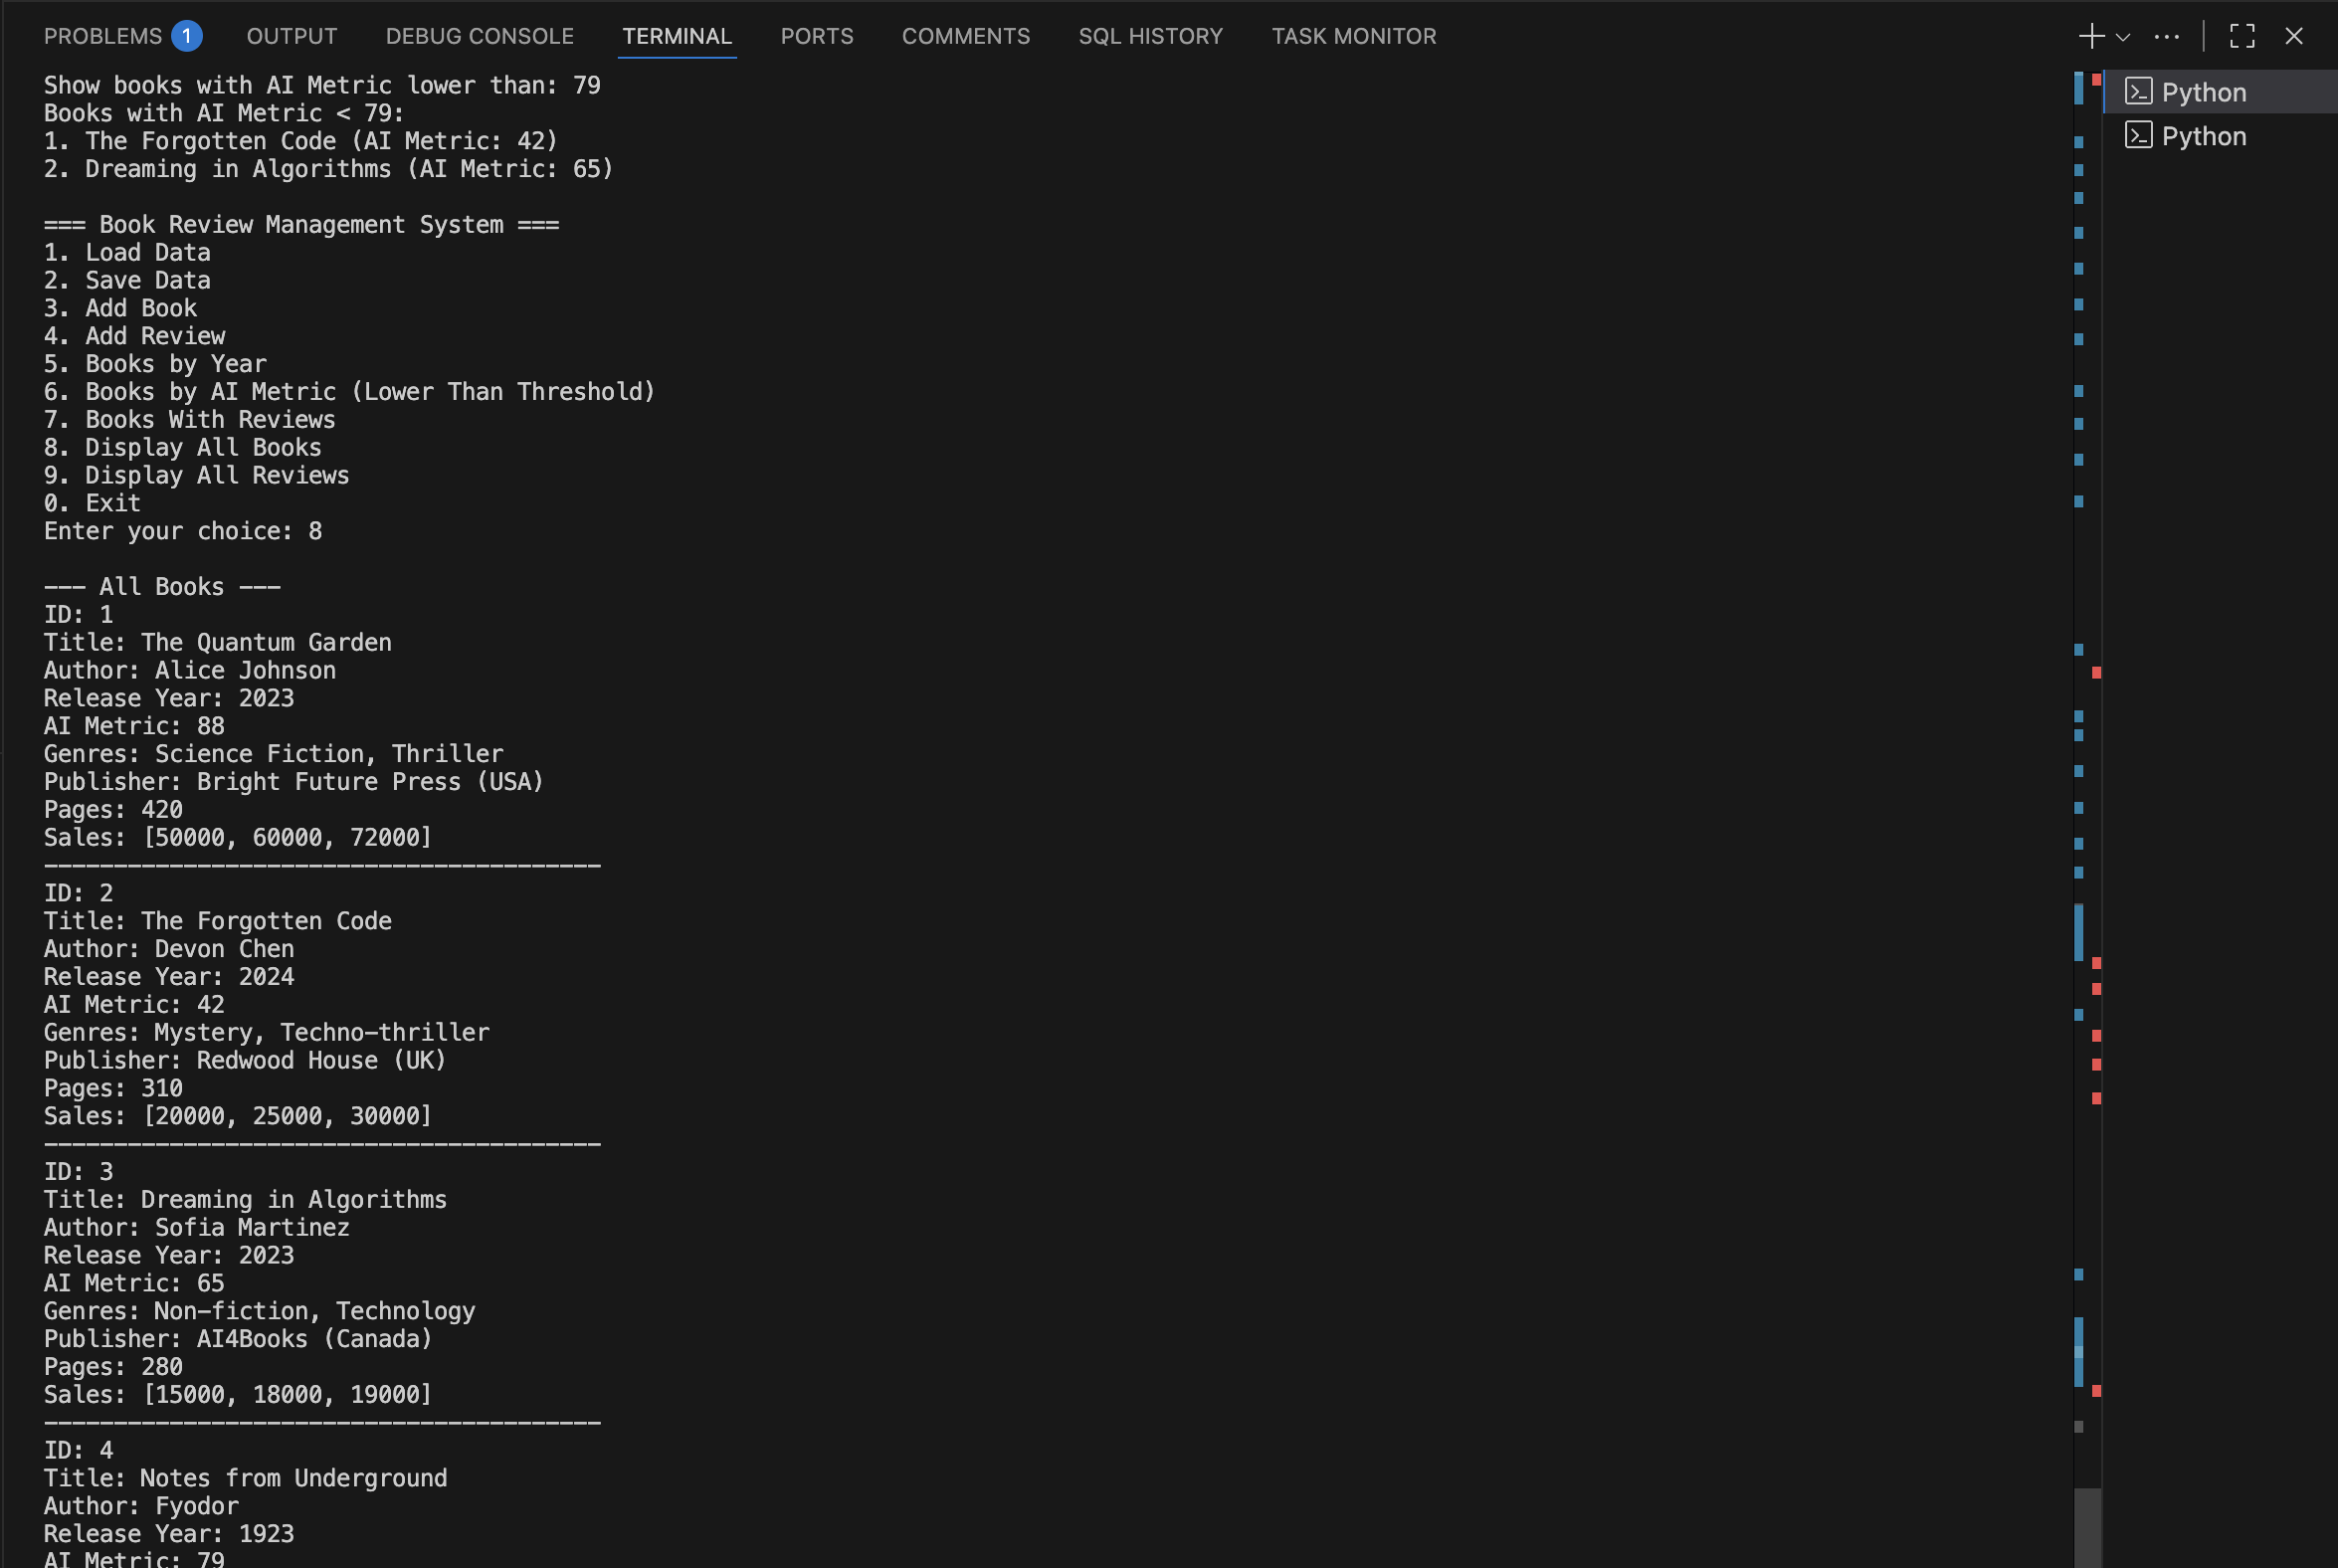 PROBLEMS 1 OUTPUT DEBUG CONSOLE TERMINAL PORTS COMMENTS SQL HISTORY TASK MONITOR
Python
Python
Show books with AI Metric lower than: 79
Books with AI Metric < 79:
1. The Forgotten Code (AI Metric: 42)
2. Dreaming in Algorithms (AI Metric: 65)
=== Book Review Management System ===
1. Load Data
2. Save Data
3. Add Book
4. Add Review
5. Books by Year
6. Books by AI Metric (Lower Than Threshold)
7. Books With Reviews
8. Display All Books
9. Display All Reviews
0. Exit
Enter your choice: 8
--- All Books ---
ID: 1
Title: The Quantum Garden
Author: Alice Johnson
Release Year: 2023
AI Metric: 88
Genres: Science Fiction, Thriller
Publisher: Bright Future Press (USA)
Pages: 420
Sales: [50000, 60000, 72000]
----------------------------------------
ID: 2
Title: The Forgotten Code
Author: Devon Chen
Release Year: 2024
AI Metric: 42
Genres: Mystery, Techno-thriller
Publisher: Redwood House (UK)
Pages: 310
Sales: [20000, 25000, 30000]
----------------------------------------
ID: 3
Title: Dreaming in Algorithms
Author: Sofia Martinez
Release Year: 2023
AI Metric: 65
Genres: Non-fiction, Technology
Publisher: AI4Books (Canada)
Pages: 280
Sales: [15000, 18000, 19000]
----------------------------------------
ID: 4
Title: Notes from Underground
Author: Fyodor
Release Year: 1923
AI Metric: 79